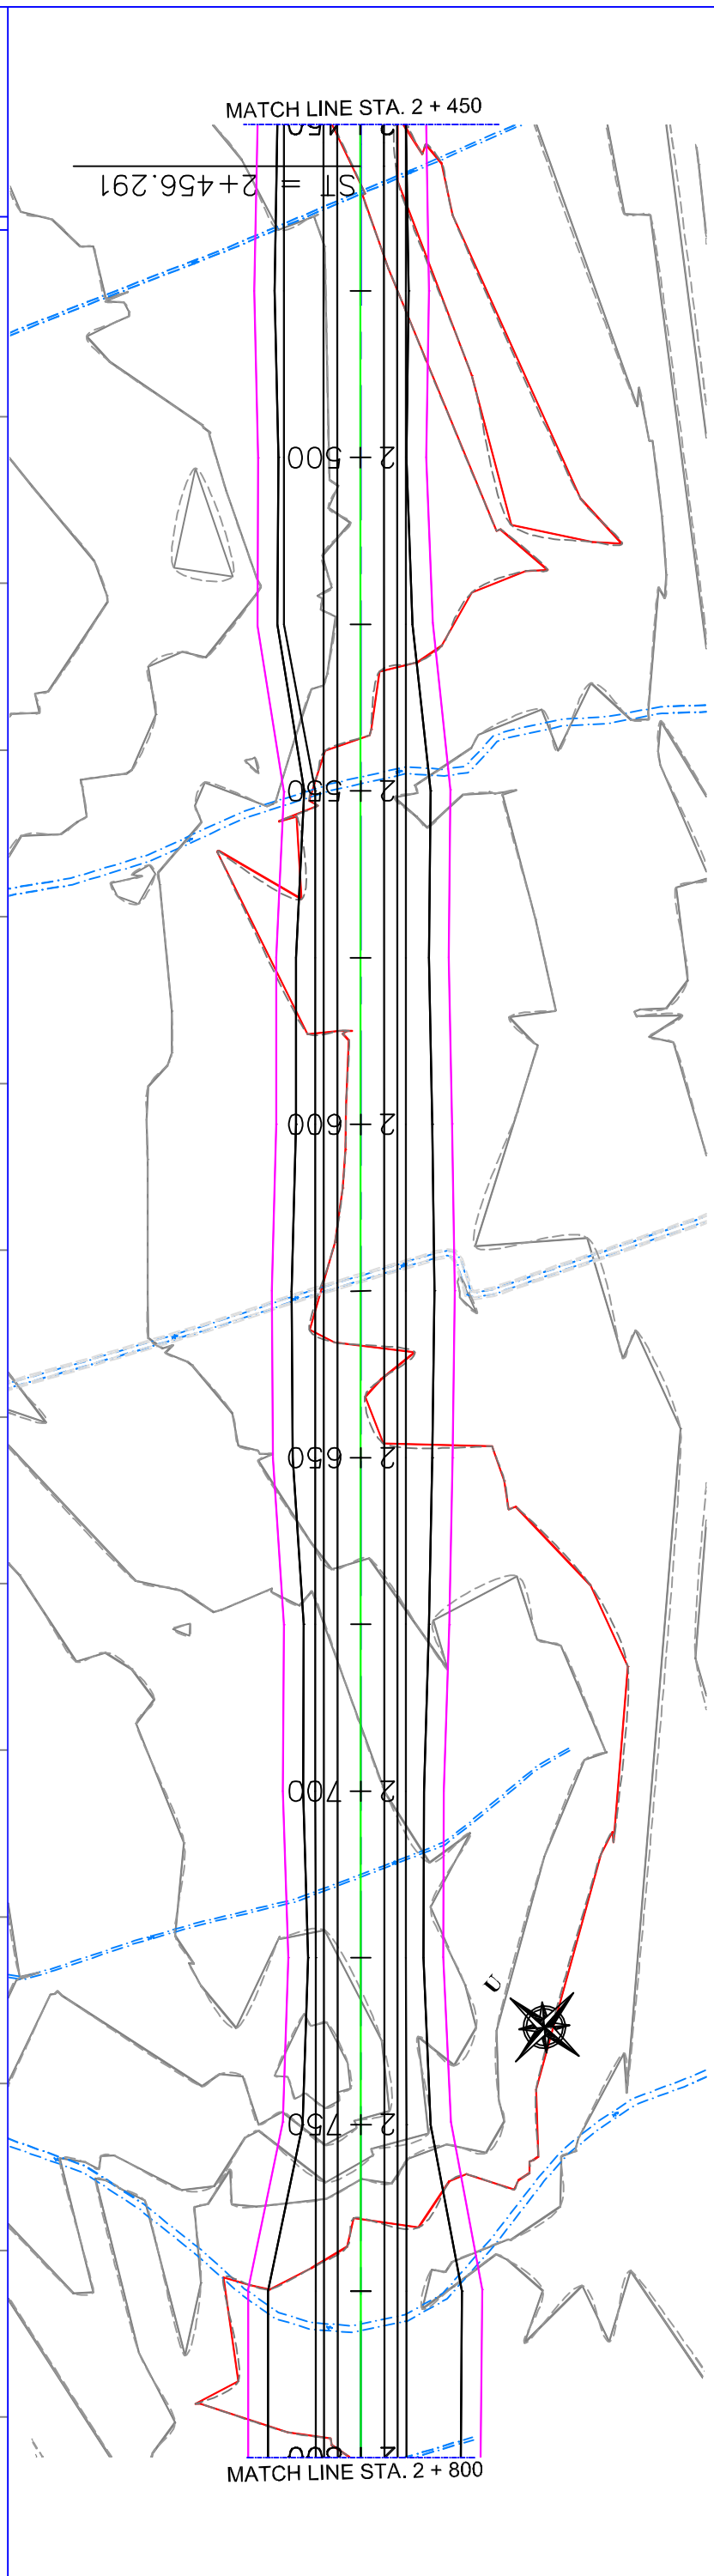 MATCH LINE STA. 2 + 450
ST = 2+456.291
2+500
2+550
2+600
2+650
2+700
U
2+750
MATCH LINE STA. 2 + 800